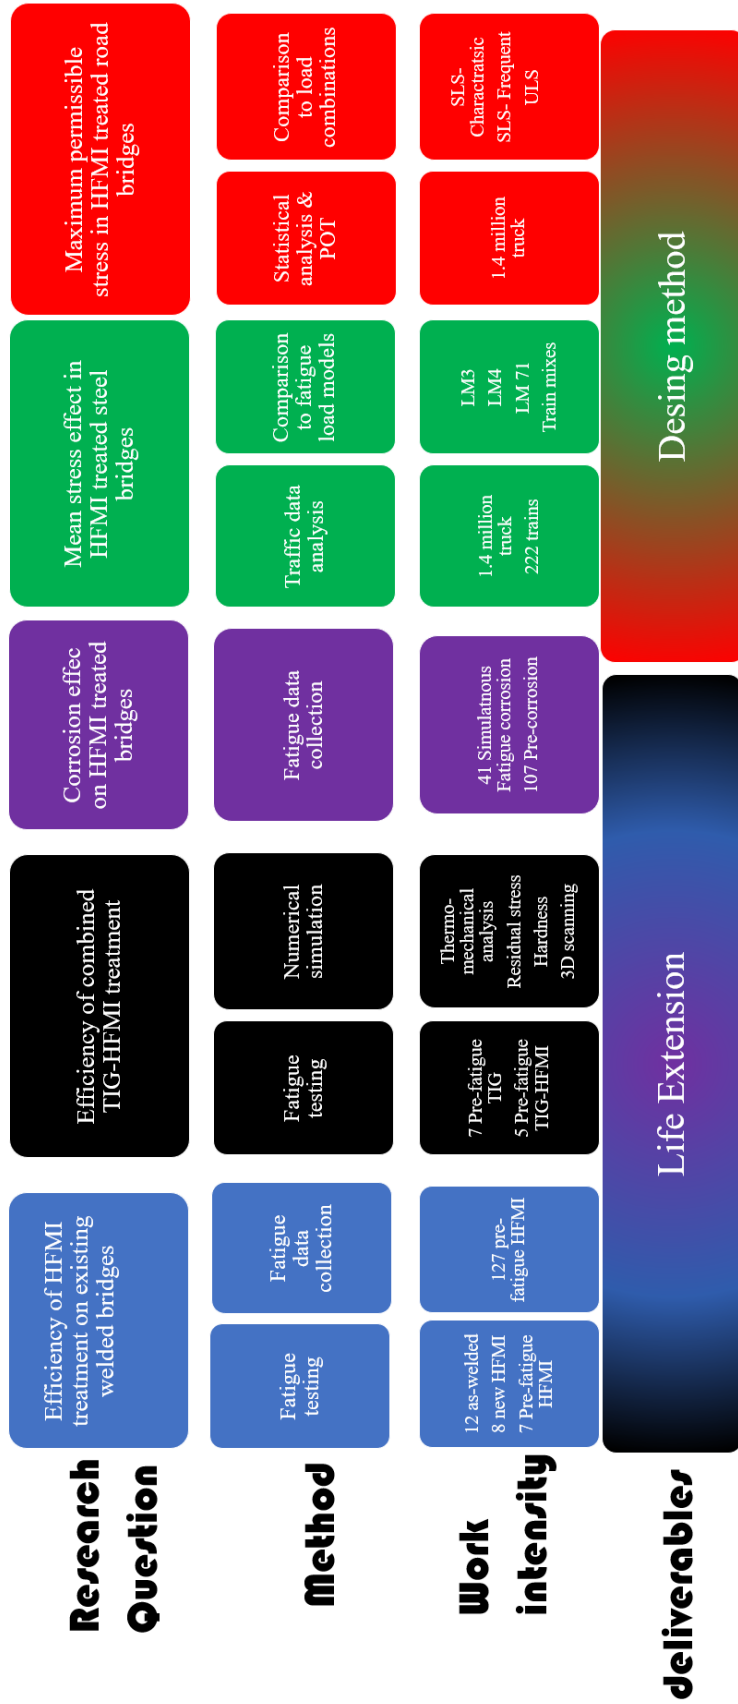 Research
Question
Efficiency of HFMI
treatment on existing
welded bridges
Efficiency of combined
TIG-HFMI treatment
Corrosion effec
on HFMI treated
bridges
Mean stress effect in
HFMI treated steel
bridges
Maximum permissible
stress in HFMI treated road
bridges
Method
Fatigue
testing
Fatigue
data
collection
Fatigue
testing
Numerical
simulation
Fatigue data
collection
Traffic data
analysis
Comparison
to fatigue
load models
Statistical
analysis &
POT
Comparison
to load
combinations
Work
intensity
12 as-welded
8 new HFMI
7 Pre-fatigue
HFMI
127 pre-
fatigue HFMI
7 Pre-fatigue
TIG
5 Pre-fatigue
TIG-HFMI
Thermo-
mechanical
analysis
Residual stress
Hardness
3D scanning
41 Simulatnous
Fatigue corrosion
107 Pre-corrosion
1.4 million
truck
222 trains
LM3
LM4
LM 71
Train mixes
1.4 million
truck
SLS-
Charactratsic
SLS- Frequent
ULS
deliverables
Life Extension
Desing method